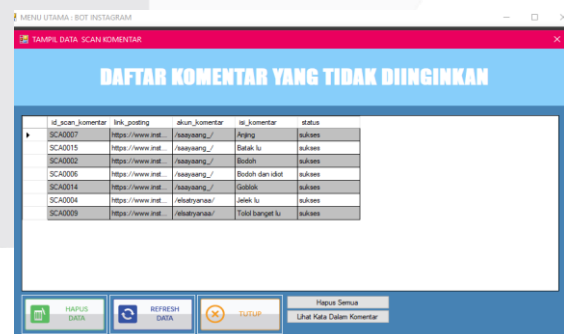 MENU UTAMA : BOT INSTAGRAM
TAMPIL DATA SCAN KOMENTAR
DAFTAR KOMENTAR YANG TIDAK DIINGINKAN
id_scan_komentar link_posting akun_komentar isi_komentar status
SCA0007 https://www.inst... /saayaang_/ Anjing sukses
SCA0015 https://www.inst... /saayaang_/ Batak lu sukses
SCA0002 https://www.inst... /saayaang_/ Bodoh sukses
SCA0006 https://www.inst... /saayaang_/ Bodoh dan idiot sukses
SCA0014 https://www.inst... /saayaang_/ Goblok sukses
SCA0004 https://www.inst... /elsatryanaa/ Jelek lu sukses
SCA0009 https://www.inst... /elsatryanaa/ Tolol banget lu sukses
HAPUS
DATA
REFRESH
DATA
TUTUP
Hapus Semua
Lihat Kata Dalam Komentar